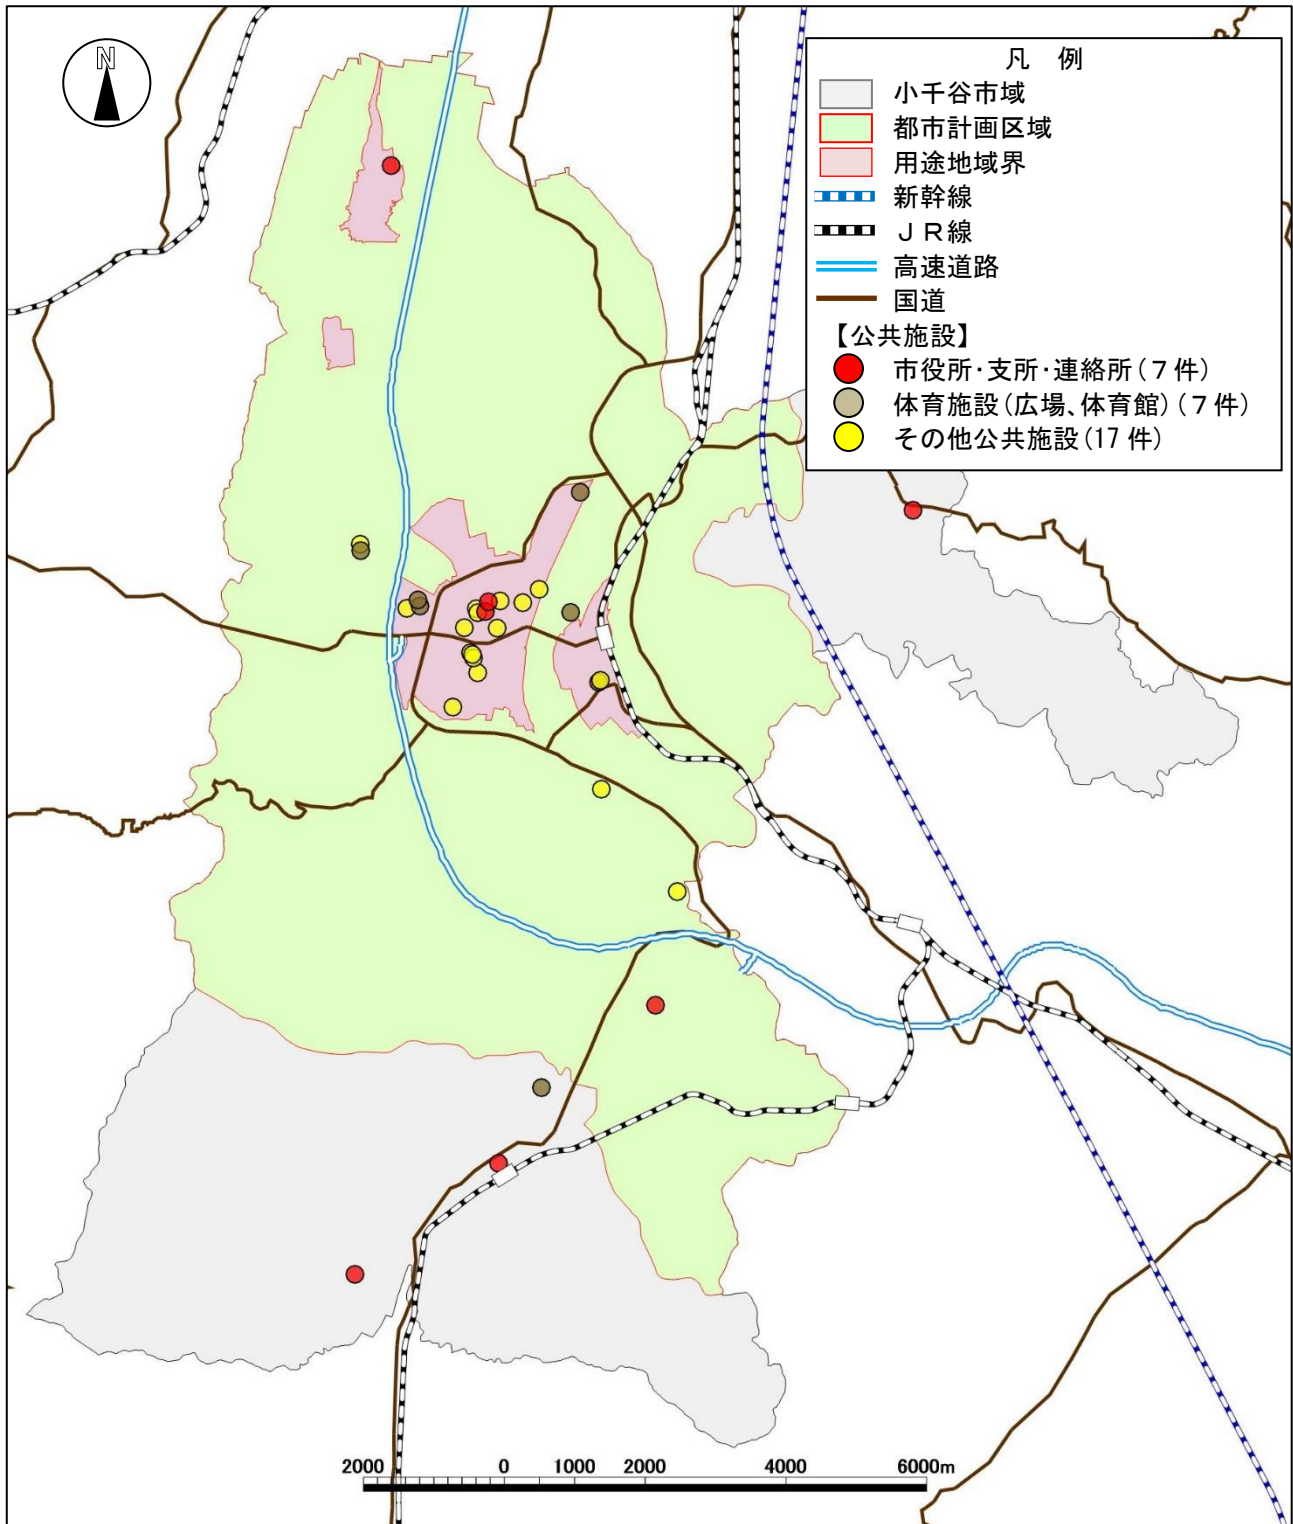 N
凡　例
小千谷市域
都市計画区域
用途地域界
新幹線
ＪＲ線
高速道路
国道
【公共施設】
市役所・支所・連絡所（７件）
体育施設（広場、体育館）（７件）
その他公共施設（17件）
2000 0 1000 2000 4000 6000m